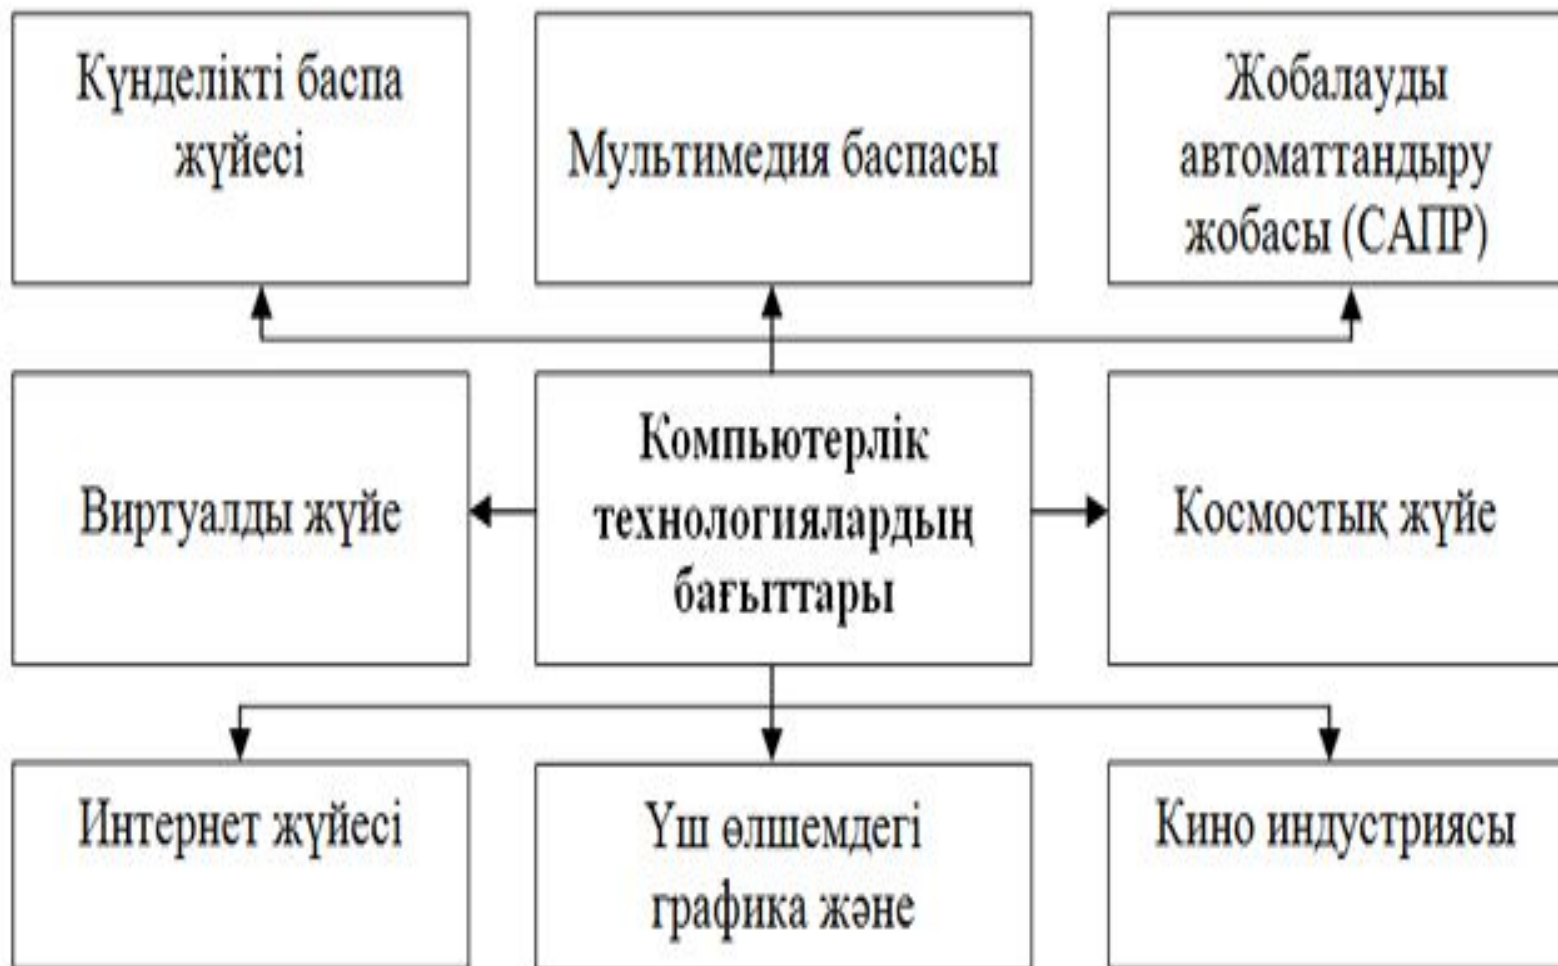 Күнделікті баспа
жүйесі
Мультимедия баспасы
Жобалауды
автоматтандыру
жобасы (САПР)
Виртуалды жүйе
Компьютерлік
технологиялардың
бағыттары
Космостық жүйе
Интернет жүйесі
Үш өлшемдегі
графика және
Кино индустриясы